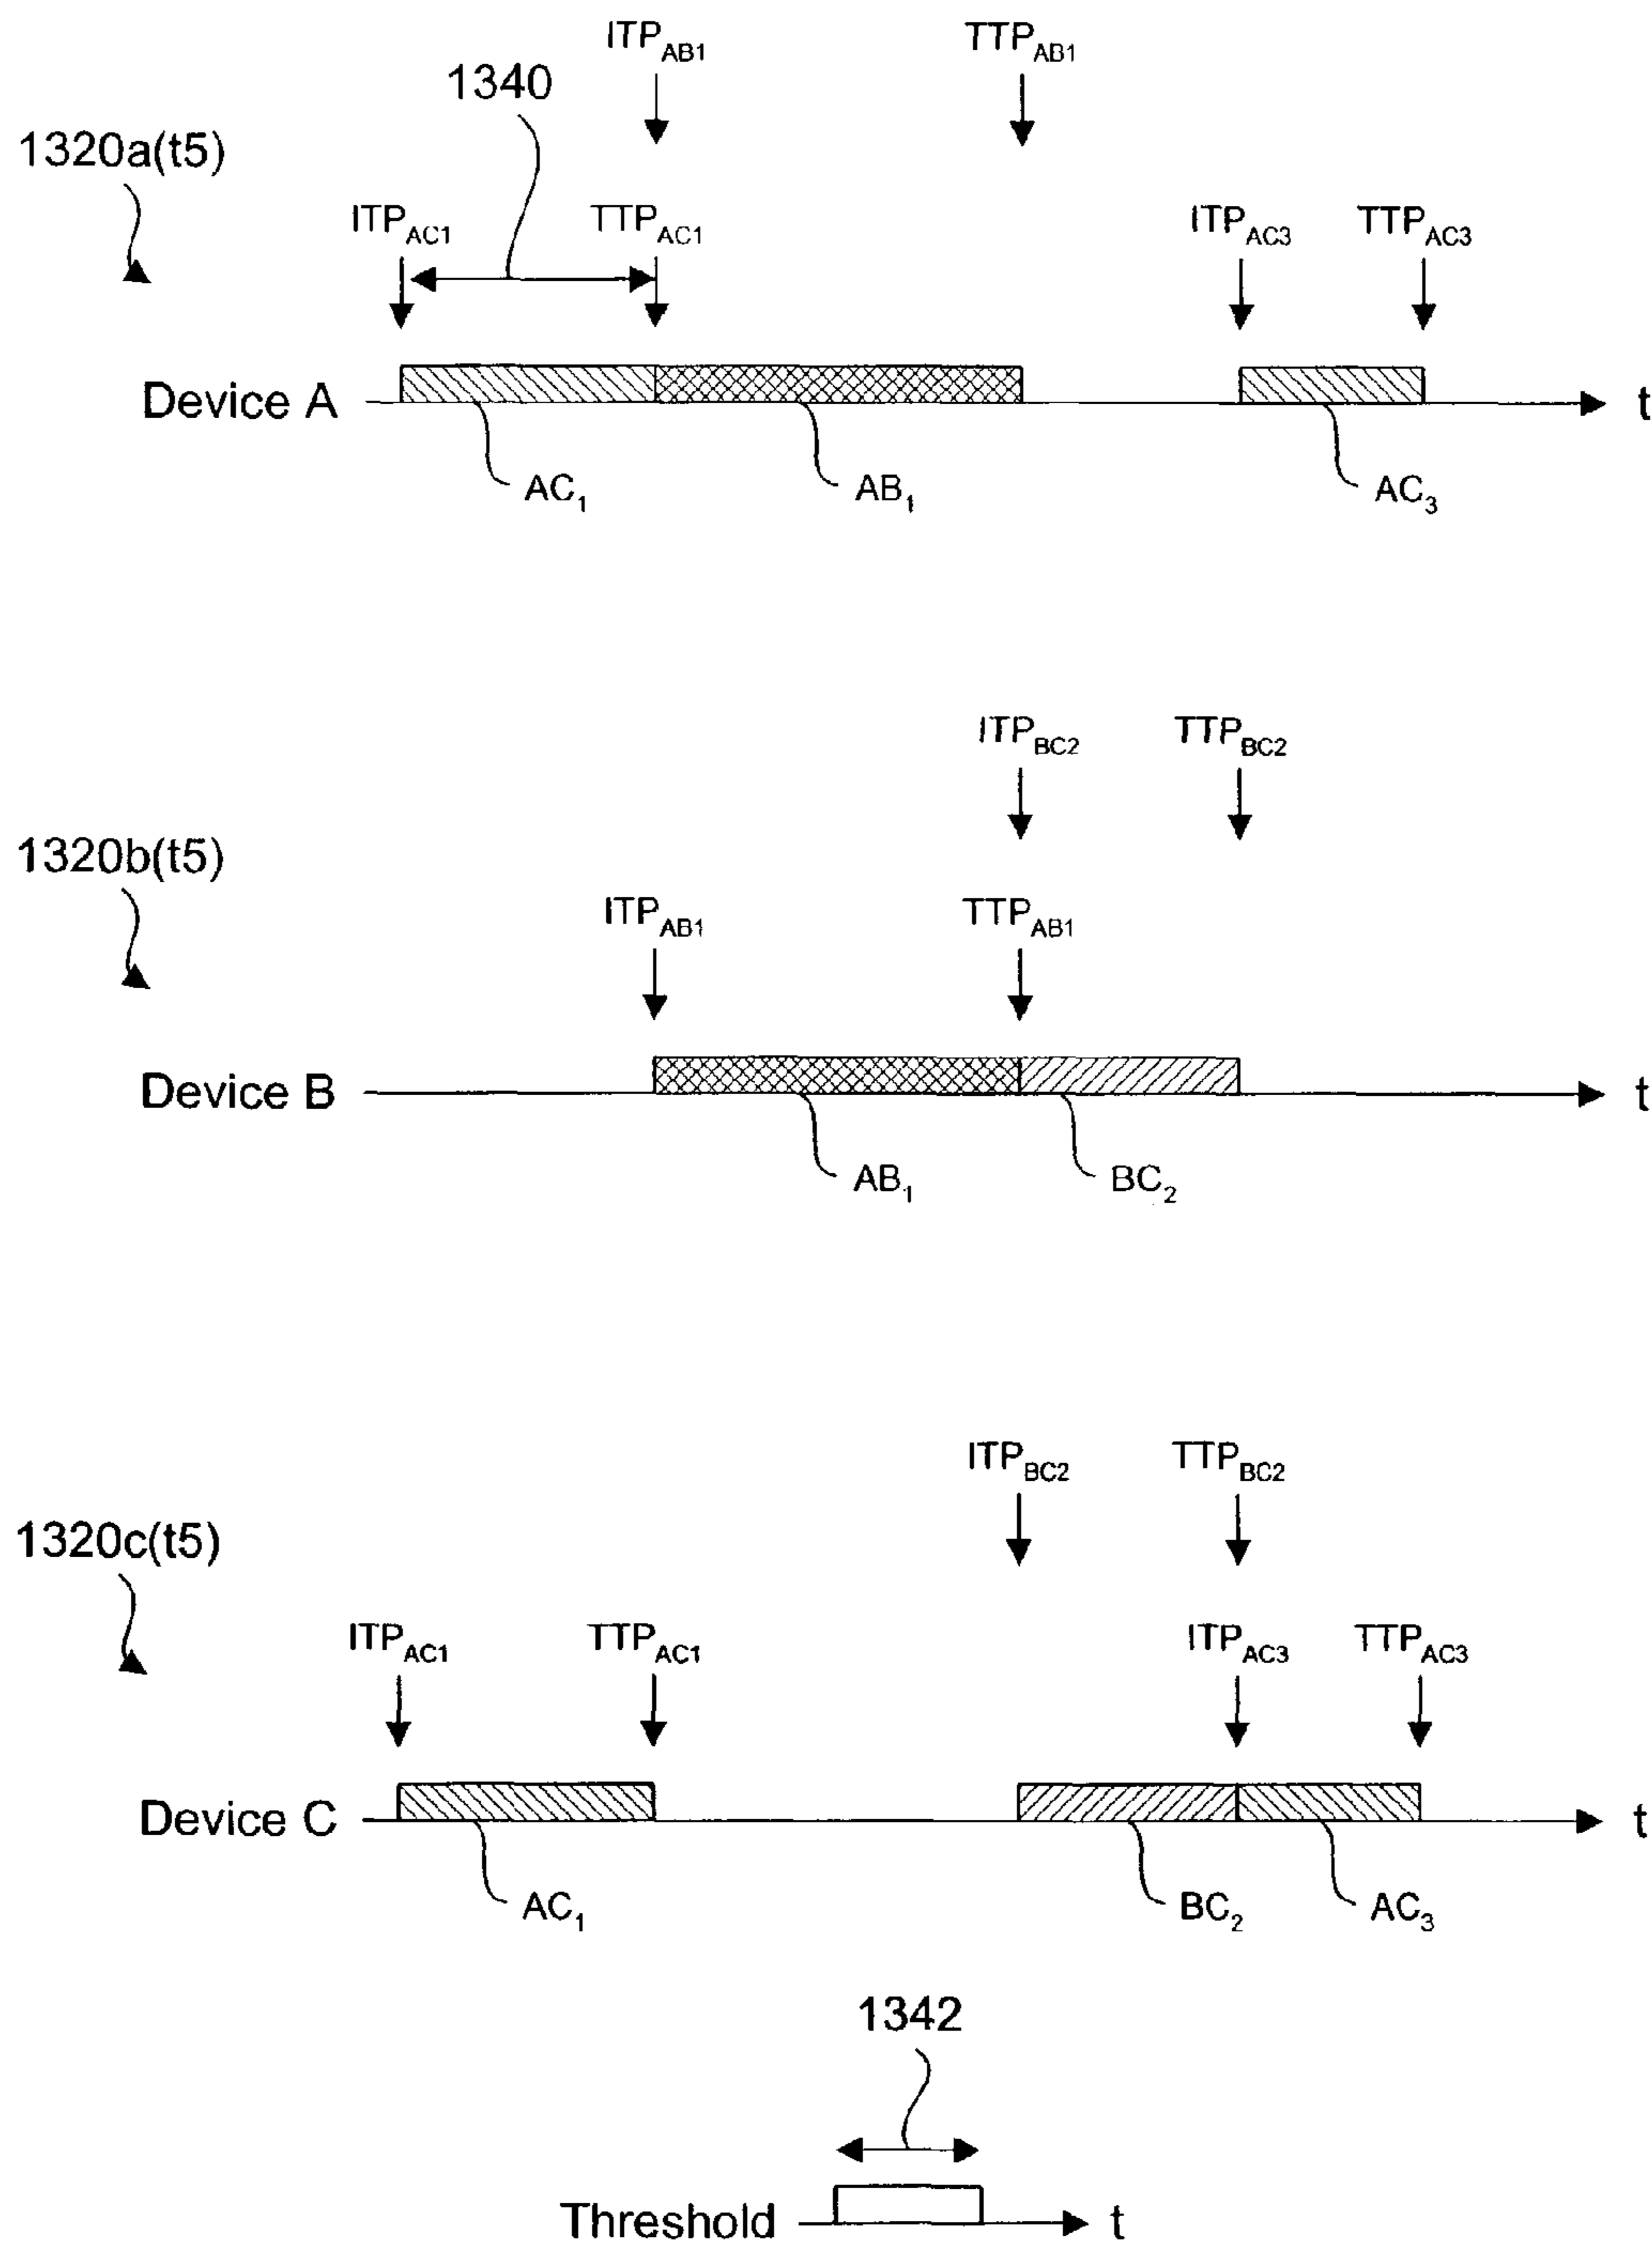 ITP_AB1 TTP_AB1
1340
1320a(t5)
ITP_AC1 TTP_AC1 ITP_AC3 TTP_AC3
Device A t
AC_1 AB_1 AC_3
ITP_BC2 TTP_BC2
1320b(t5)
ITP_AB1 TTP_AB1
Device B t
AB_1 BC_2
ITP_BC2 TTP_BC2
1320c(t5)
ITP_AC1 TTP_AC1 ITP_AC3 TTP_AC3
Device C t
AC_1 BC_2 AC_3
1342
Threshold t